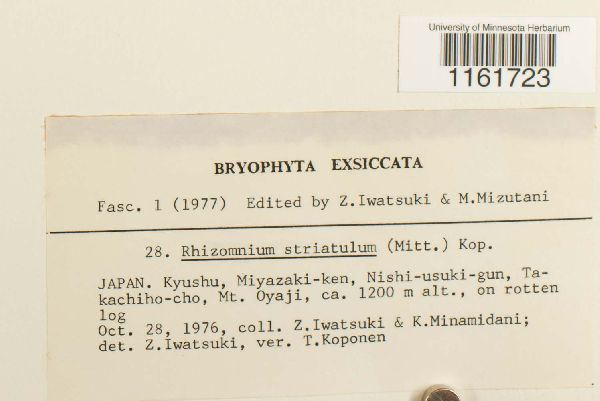 University of Minnesota Herbarium
1161723
BRYOPHYTA EXSICCATA
Fasc. 1 (1977) Edited by Z.Iwatsuki & M.Mizutani
28. Rhizomnium striatulum (Mitt.) Kop.
JAPAN. Kyushu, Miyazaki-ken, Nishi-usuki-gun, Ta-
kachiho-cho, Mt. Oyaji, ca. 1200 m alt., on rotten
log
Oct. 28, 1976, coll. Z.Iwatsuki & K.Minamidani;
det. Z.Iwatsuki, ver. T.Koponen